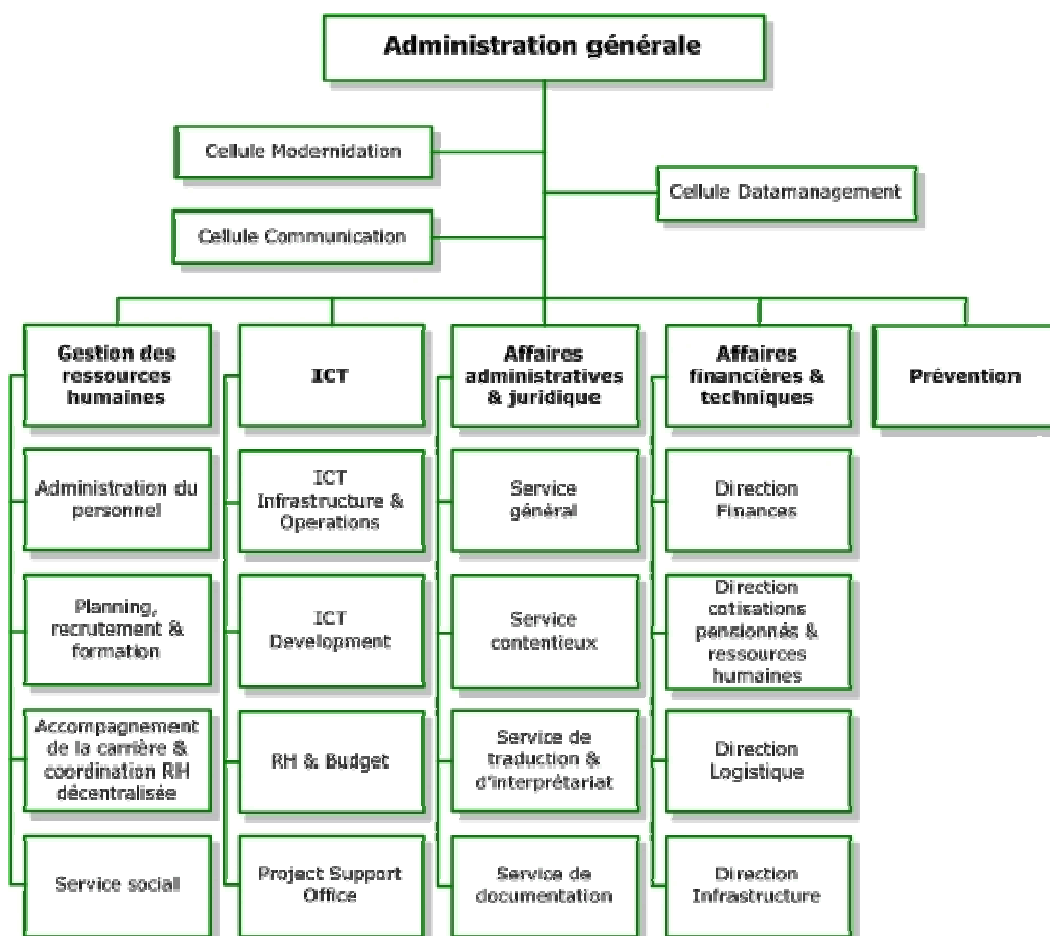 Administration générale
Cellule Modernidation
Cellule Datamanagement
Cellule Communication
Gestion des
ressources
humaines
ICT
Affaires
administratives
& juridique
Affaires
financières &
techniques
Prévention
Administration du
personnel
ICT
Infrastructure &
Operations
Service
général
Direction
Finances
Planning,
recrutement &
formation
ICT
Development
Service
contentieux
Direction
cotisations
pensionnés &
ressources
humaines
Accompagnement
de la carrière &
coordination RH
décentralisée
RH & Budget
Service de
traduction &
d'interprétariat
Direction
Logistique
Service social
Project Support
Office
Service de
documentation
Direction
Infrastructure